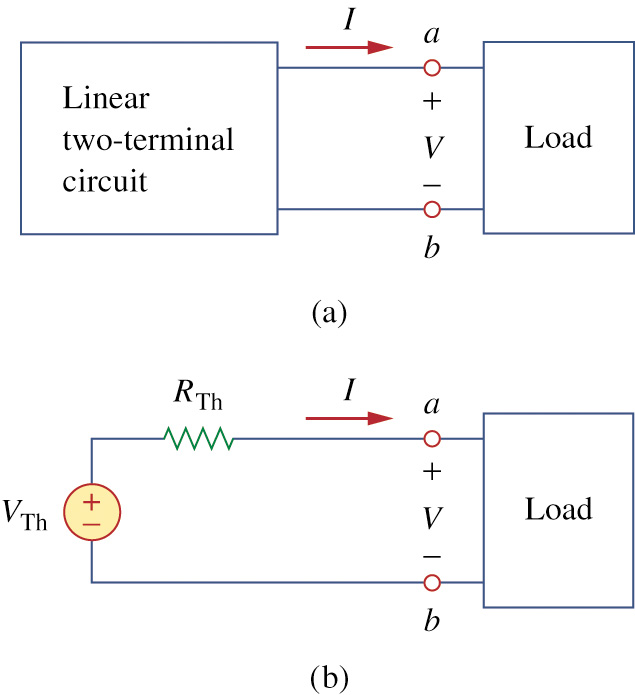 I
a
Linear
two-terminal
circuit
+
V
−
Load
b
(a)
R_Th
I
a
V_Th
+
−
+
V
−
Load
b
(b)